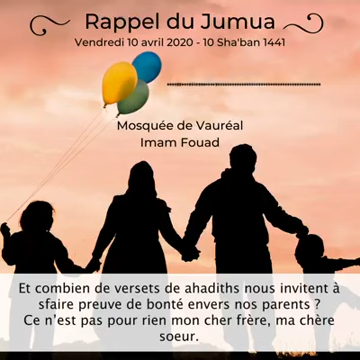 Rappel du Jumua
Vendredi 10 avril 2020 - 10 Sha'ban 1441
Mosquée de Vauréal
Imam Fouad
Et combien de versets de ahadiths nous invitent à
sfaire preuve de bonté envers nos parents ?
Ce n'est pas pour rien mon cher frère, ma chère
soeur.